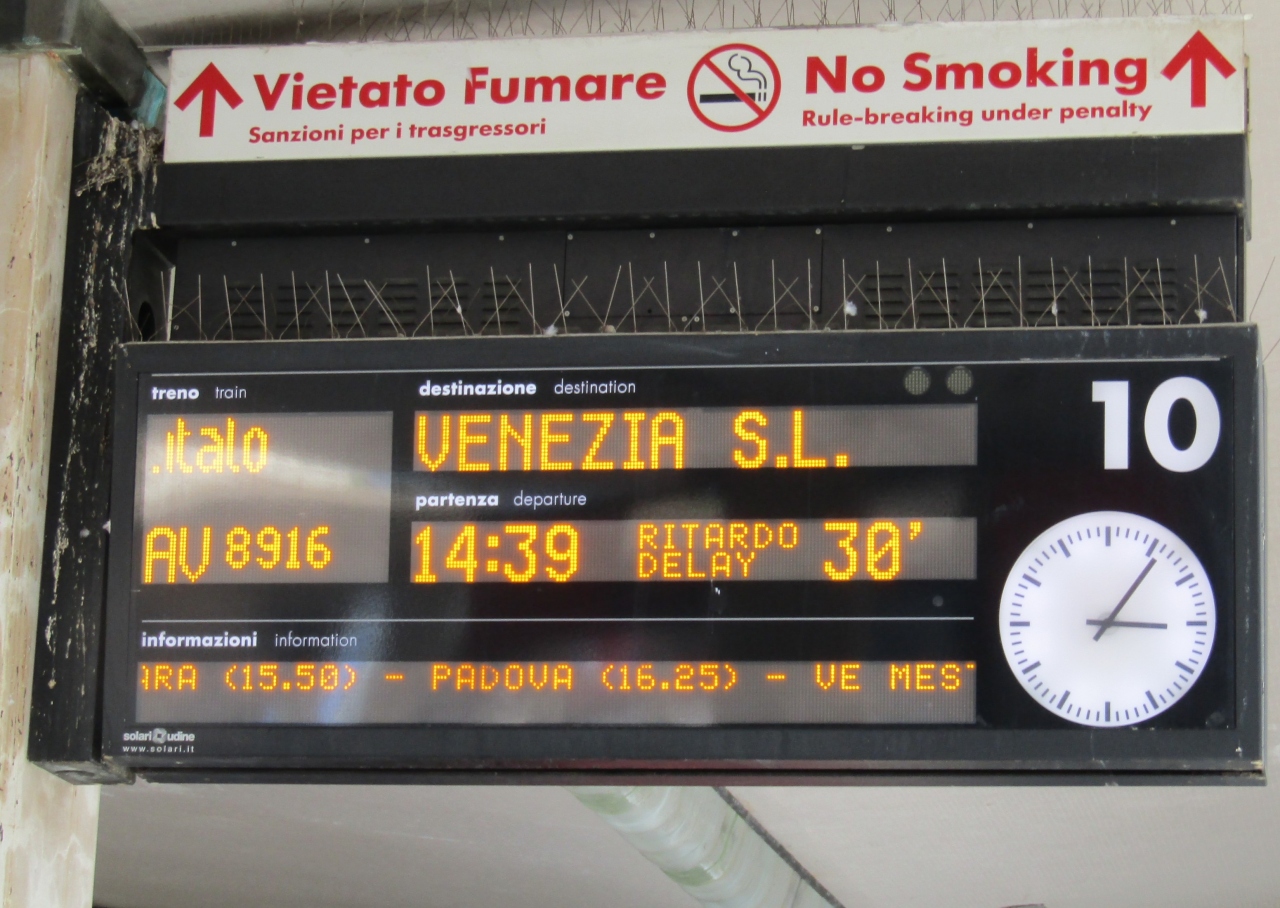 Vietato Fumare
Sanzioni per i trasgressori
No Smoking
Rule-breaking under penalty
treno train
.italo
AV 8916
destinazione destination
VENEZIA S.L.
partenza departure
14:39 RITARDO DELAY 30'
10
informazioni information
RA (15.50) - PADOVA (16.25) - VE MES
solari udine
www.solari.it